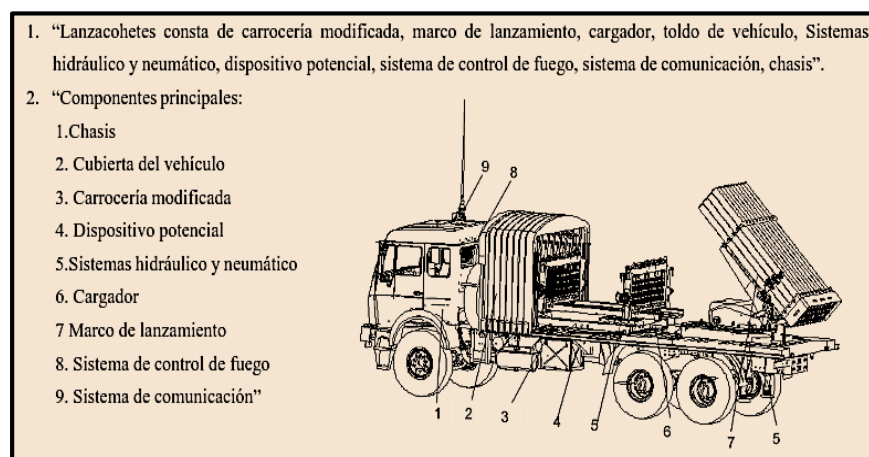 1. “Lanzacohetes consta de carrocería modificada, marco de lanzamiento, cargador, toldo de vehículo, Sistemas
hidráulico y neumático, dispositivo potencial, sistema de control de fuego, sistema de comunicación, chasis”.
2. “Componentes principales:
1.Chasis
2. Cubierta del vehículo
3. Carrocería modificada
4. Dispositivo potencial
5.Sistemas hidráulico y neumático
6. Cargador
7 Marco de lanzamiento
8. Sistema de control de fuego
9. Sistema de comunicación”
9 8
1 2 3 4 5 6 7 5